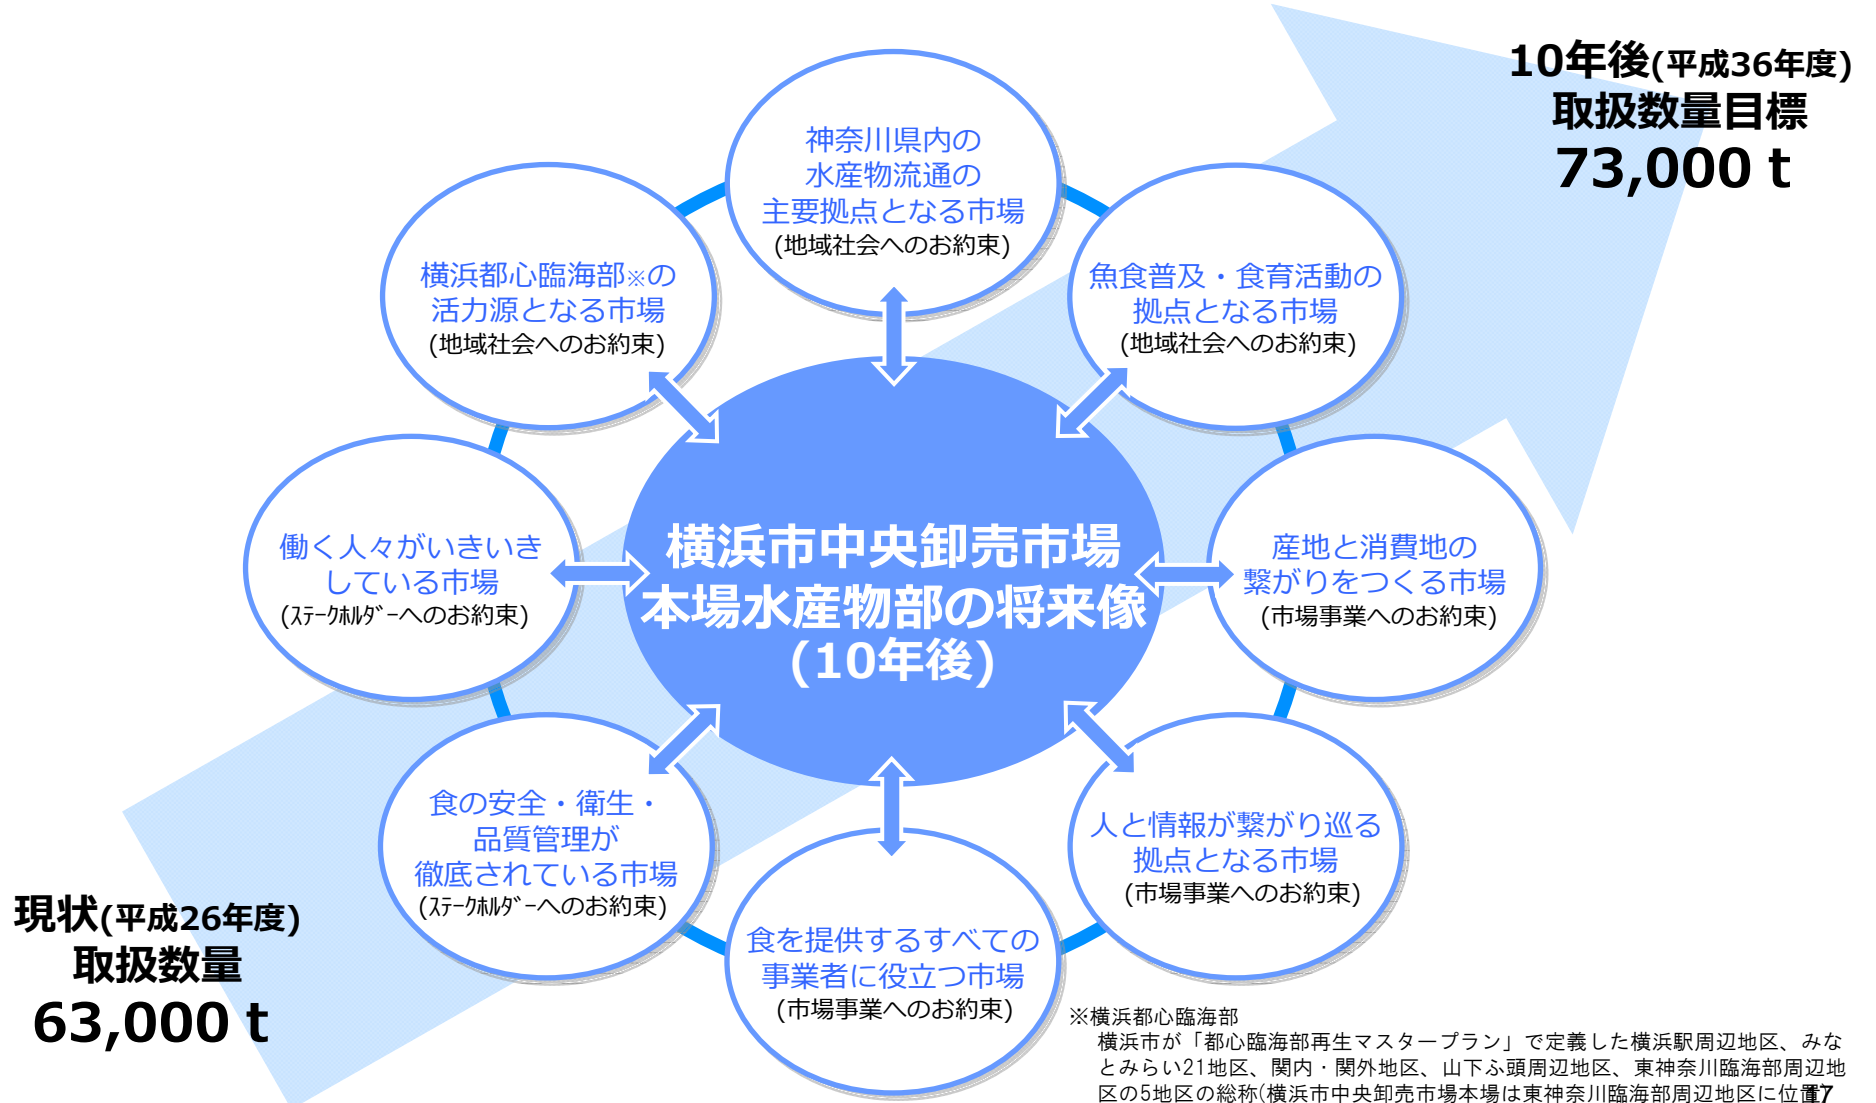 10年後(平成36年度)
取扱数量目標
73,000 t
神奈川県内の
水産物流通の
主要拠点となる市場
(地域社会へのお約束)
横浜都心臨海部※の
活力源となる市場
(地域社会へのお約束)
魚食普及・食育活動の
拠点となる市場
(地域社会へのお約束)
働く人々がいきいき
している市場
(ｽﾃｰｸﾎﾙﾀﾞｰへのお約束)
横浜市中央卸売市場
本場水産物部の将来像
(10年後)
産地と消費地の
繋がりをつくる市場
(市場事業へのお約束)
食の安全・衛生・
品質管理が
徹底されている市場
(ｽﾃｰｸﾎﾙﾀﾞｰへのお約束)
人と情報が繋がり巡る
拠点となる市場
(市場事業へのお約束)
食を提供するすべての
事業者に役立つ市場
(市場事業へのお約束)
現状(平成26年度)
取扱数量
63,000 t
※横浜都心臨海部
横浜市が「都心臨海部再生マスタープラン」で定義した横浜駅周辺地区、みな
とみらい21地区、関内・関外地区、山下ふ頭周辺地区、東神奈川臨海部周辺地
区の5地区の総称(横浜市中央卸売市場本場は東神奈川臨海部周辺地区に位置)
17